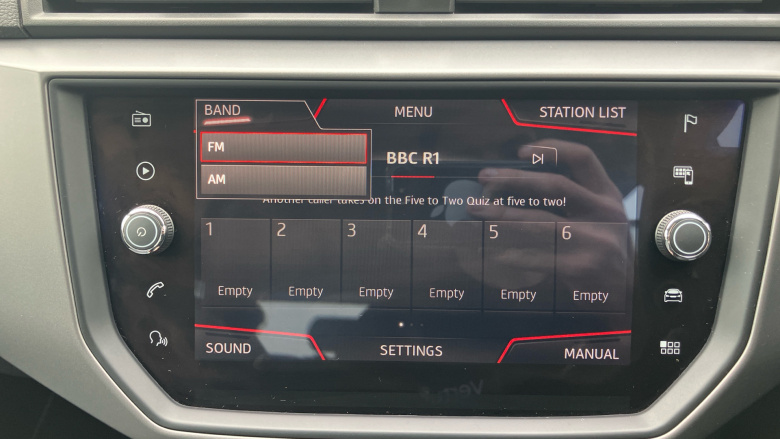 BAND MENU STATION LIST
FM
BBC R1
AM
Another caller takes on the Five to Two Quiz at five to two!
1 2 3 4 5 6
Empty Empty Empty Empty Empty Empty
SOUND SETTINGS MANUAL